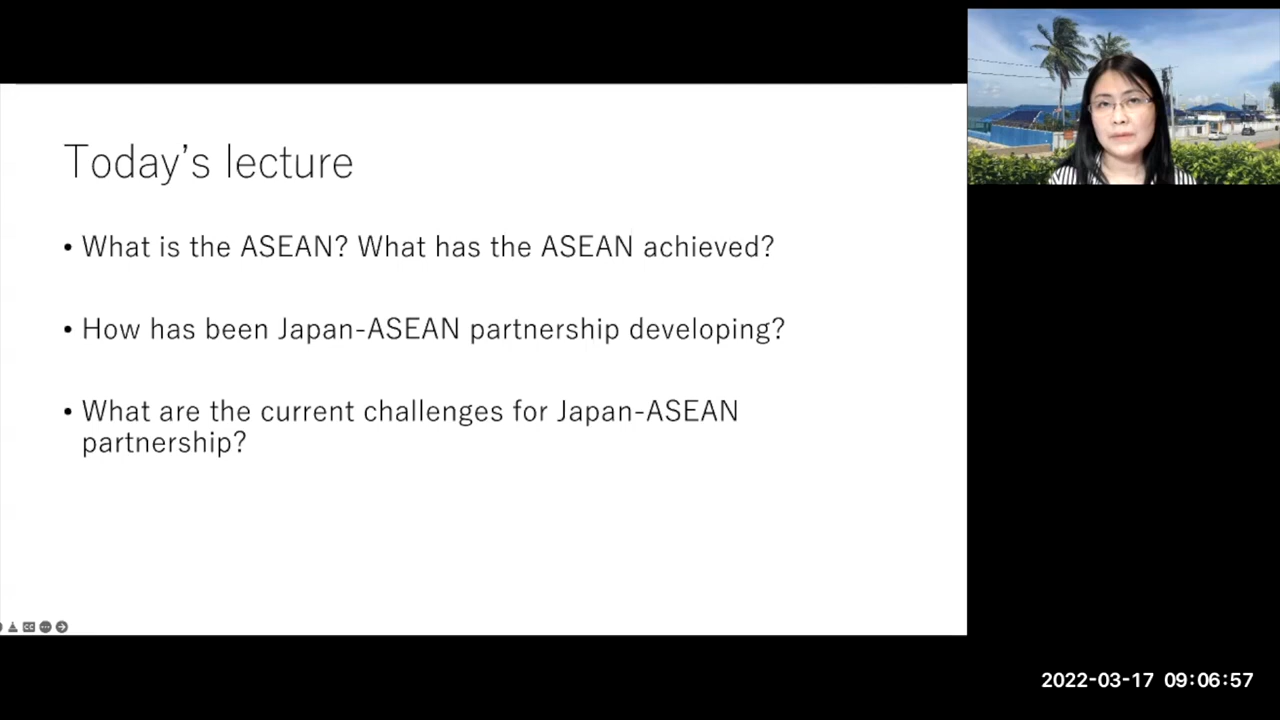 Today's lecture
• What is the ASEAN? What has the ASEAN achieved?
• How has been Japan-ASEAN partnership developing?
• What are the current challenges for Japan-ASEAN
partnership?
CC
2022-03-17 09:06:57